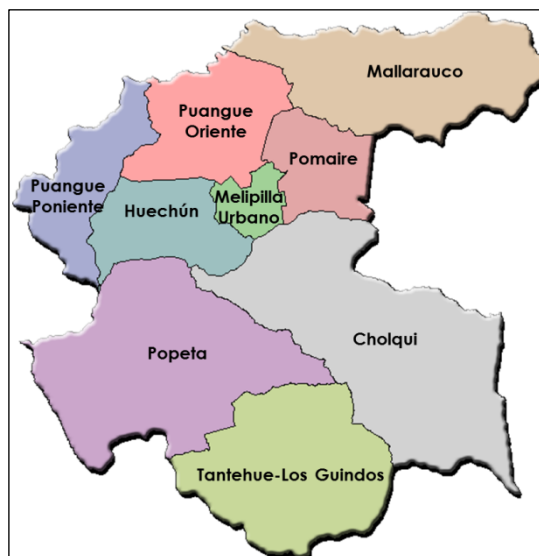 Mallarauco
Puangue
Oriente
Pomaire
Puangue
Poniente
Huechún
Melipilla
Urbano
Popeta
Cholqui
Tantehue-Los Guindos